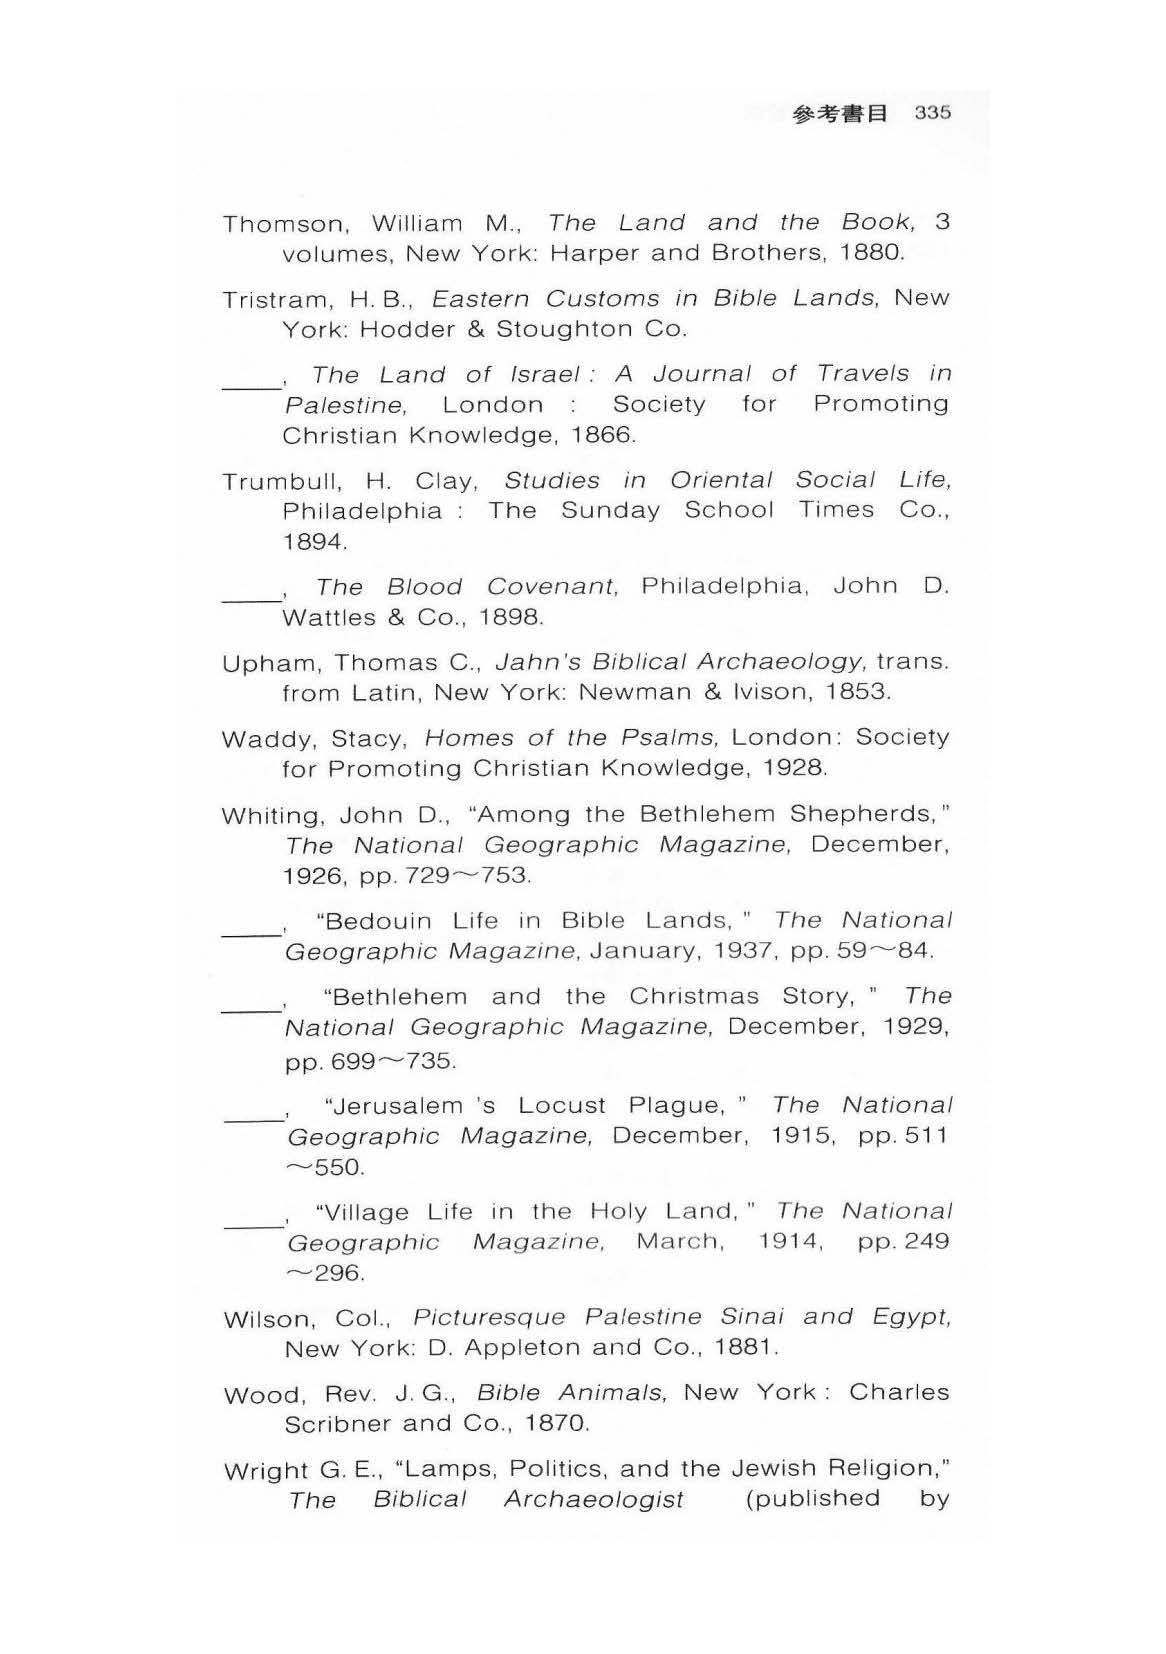 參考書目 335
Thomson, William M., The Land and the Book, 3
volumes, New York: Harper and Brothers, 1880.
Tristram, H. B., Eastern Customs in Bible Lands, New
York: Hodder & Stoughton Co.
____, The Land of Israel : A Journal of Travels in
Palestine, London : Society for Promoting
Christian Knowledge, 1866.
Trumbull, H. Clay, Studies in Oriental Social Life,
Philadelphia : The Sunday School Times Co.,
1894.
____, The Blood Covenant, Philadelphia, John D.
Wattles & Co., 1898.
Upham, Thomas C., Jahn's Biblical Archaeology, trans.
from Latin, New York: Newman & Ivison, 1853.
Waddy, Stacy, Homes of the Psalms, London: Society
for Promoting Christian Knowledge, 1928.
Whiting, John D., “Among the Bethlehem Shepherds,”
The National Geographic Magazine, December,
1926, pp. 729～753.
____, “Bedouin Life in Bible Lands, ” The National
Geographic Magazine, January, 1937, pp. 59～84.
____, “Bethlehem and the Christmas Story, ” The
National Geographic Magazine, December, 1929,
pp. 699～735.
____, “Jerusalem 's Locust Plague, ” The National
Geographic Magazine, December, 1915, pp. 511
～550.
____, “Village Life in the Holy Land, ” The National
Geographic Magazine, March, 1914, pp. 249
～296.
Wilson, Col., Picturesque Palestine Sinai and Egypt,
New York: D. Appleton and Co., 1881.
Wood, Rev. J. G., Bible Animals, New York : Charles
Scribner and Co., 1870.
Wright G. E., “Lamps, Politics, and the Jewish Religion,”
The Biblical Archaeologist (published by